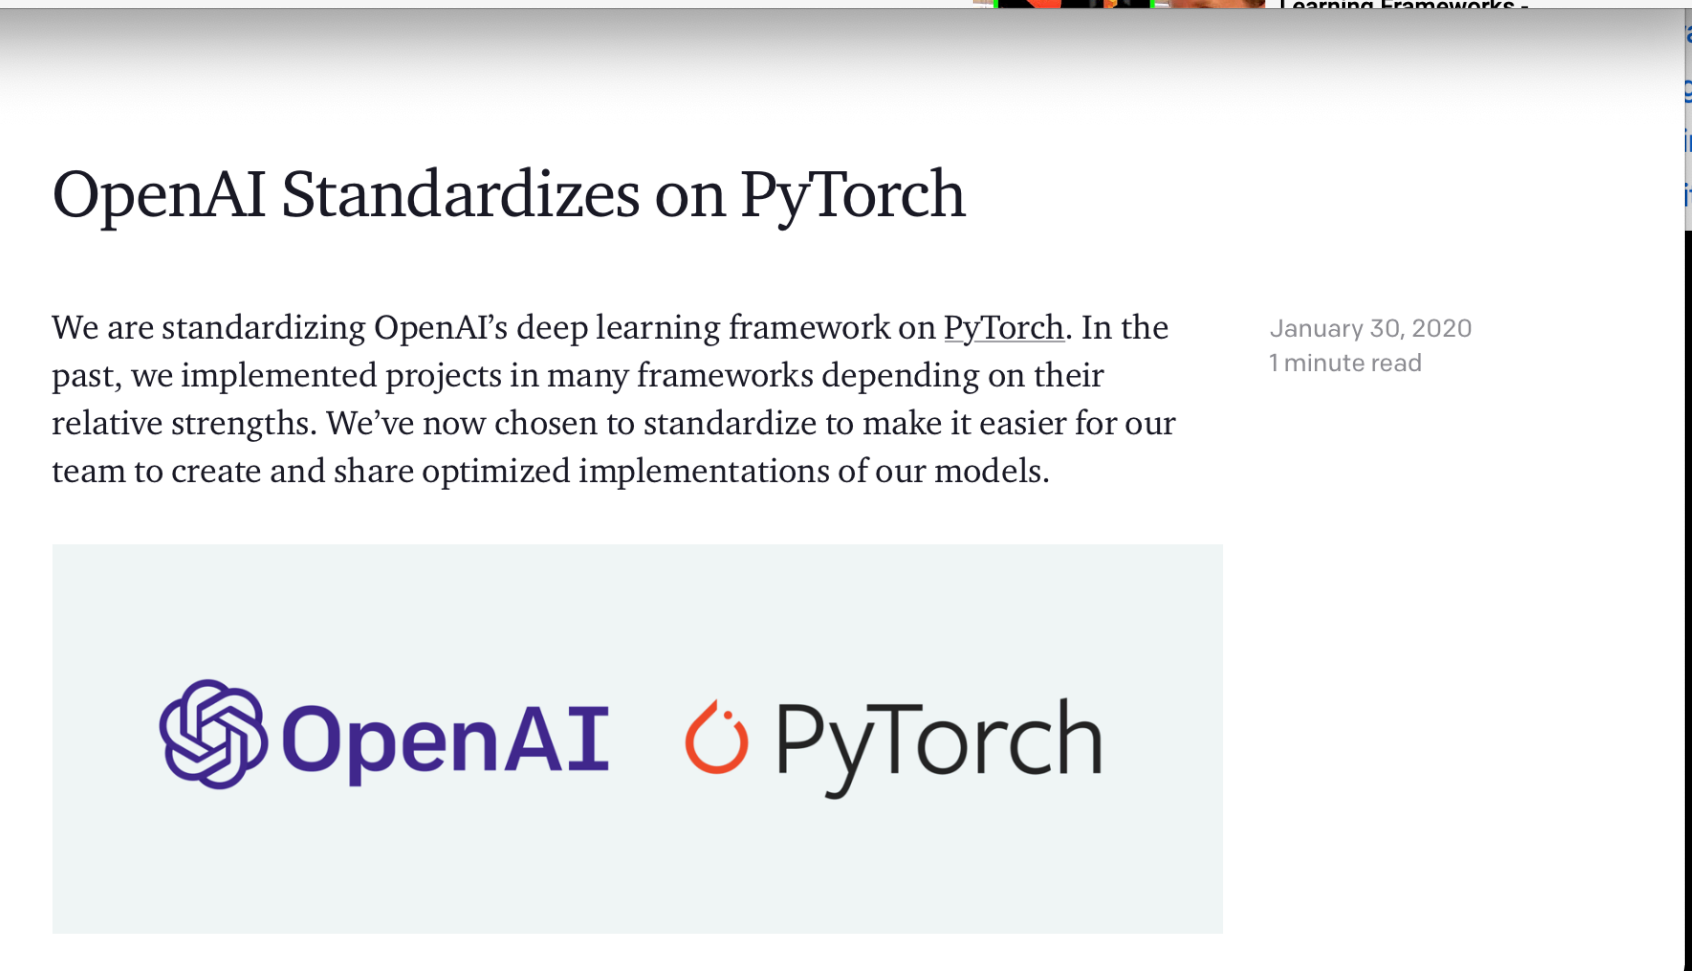 Learning Frameworks -
OpenAI Standardizes on PyTorch
We are standardizing OpenAI’s deep learning framework on PyTorch. In the
past, we implemented projects in many frameworks depending on their
relative strengths. We’ve now chosen to standardize to make it easier for our
team to create and share optimized implementations of our models.
January 30, 2020
1 minute read
OpenAI PyTorch